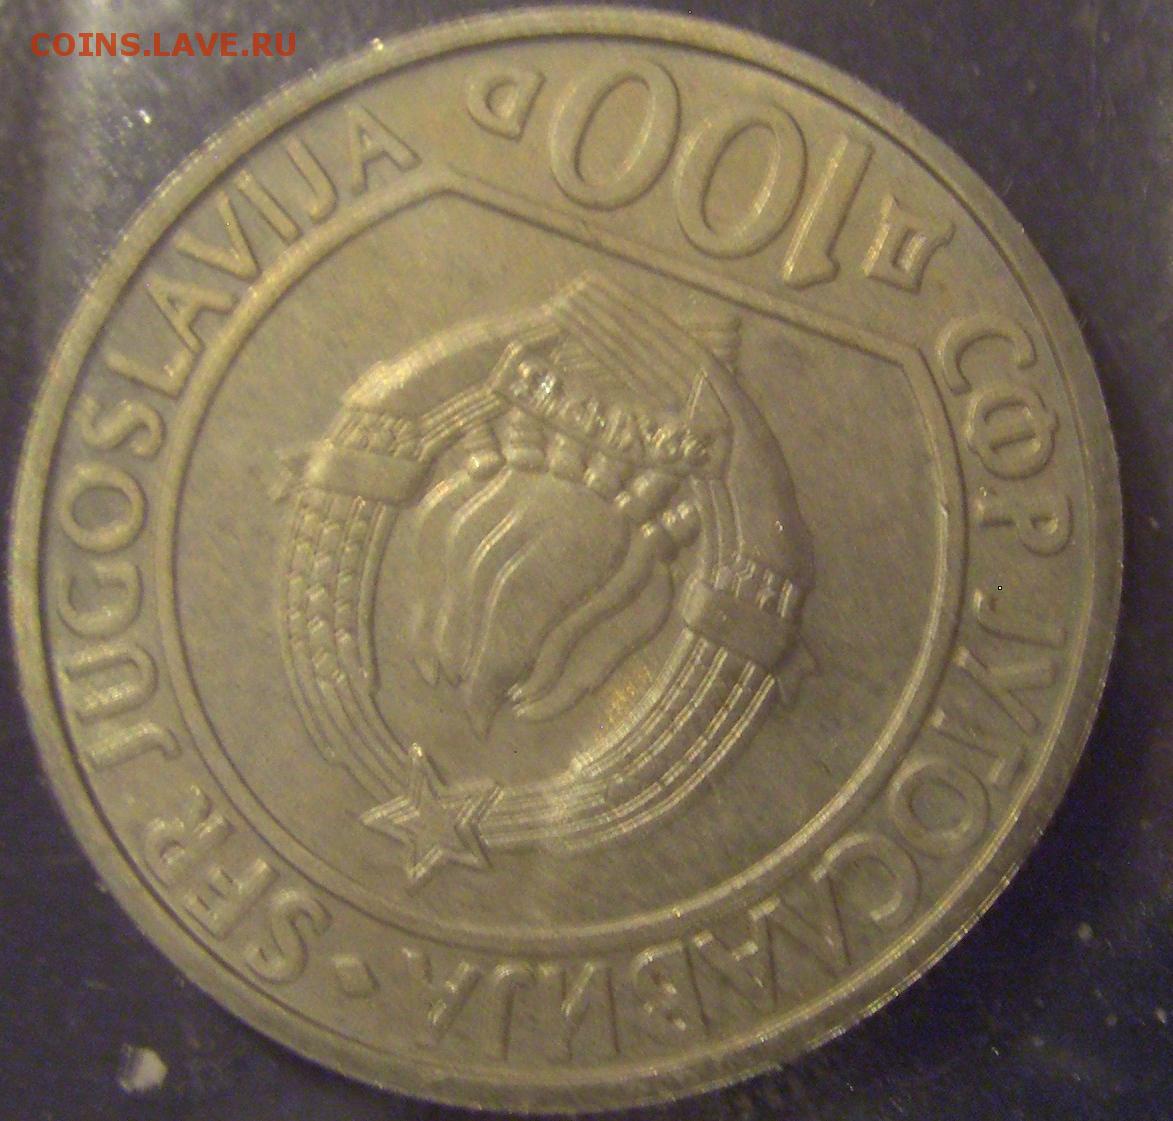 COINS.LAVE.RU
SFR JUGOSLAVIJA
СФР ЈУГОСЛАВИЈА
Д 100 D